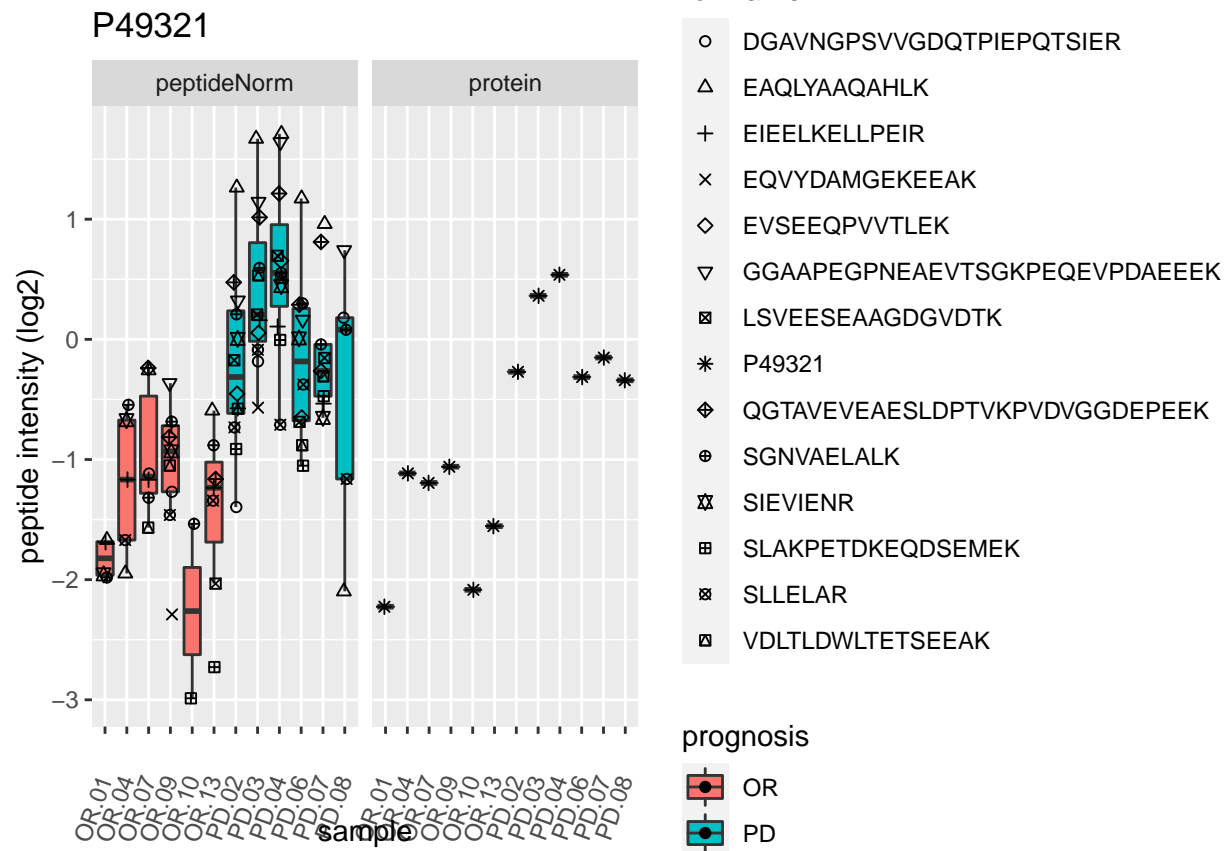 P49321
peptideNorm
protein
1
0
−1
−2
−3
peptide intensity (log2)
OR.01
OR.04
OR.07
OR.09
OR.10
OR.13
PD.02
PD.03
PD.04
PD.06
PD.07
PD.08
OR.01
OR.04
OR.07
OR.09
OR.10
OR.13
PD.02
PD.03
PD.04
PD.06
PD.07
PD.08
sample
DGAVNGPSVVGDQTPIEPQTSIER
EAQLYAAQAHLK
EIEELKELLPEIR
EQVYDAMGEKEEAK
EVSEEQPVVTLEK
GGAAPEGPNEAEVTSGKPEQEVPDAEEEK
LSVEESEAAGDGVDTK
P49321
QGTAVEVEAESLDPTVKPVDVGGDEPEEK
SGNVAELALK
SIEVIENR
SLAKPETDKEQDSEMEK
SLLELAR
VDLTLDWLTETSEEAK
prognosis
OR
PD